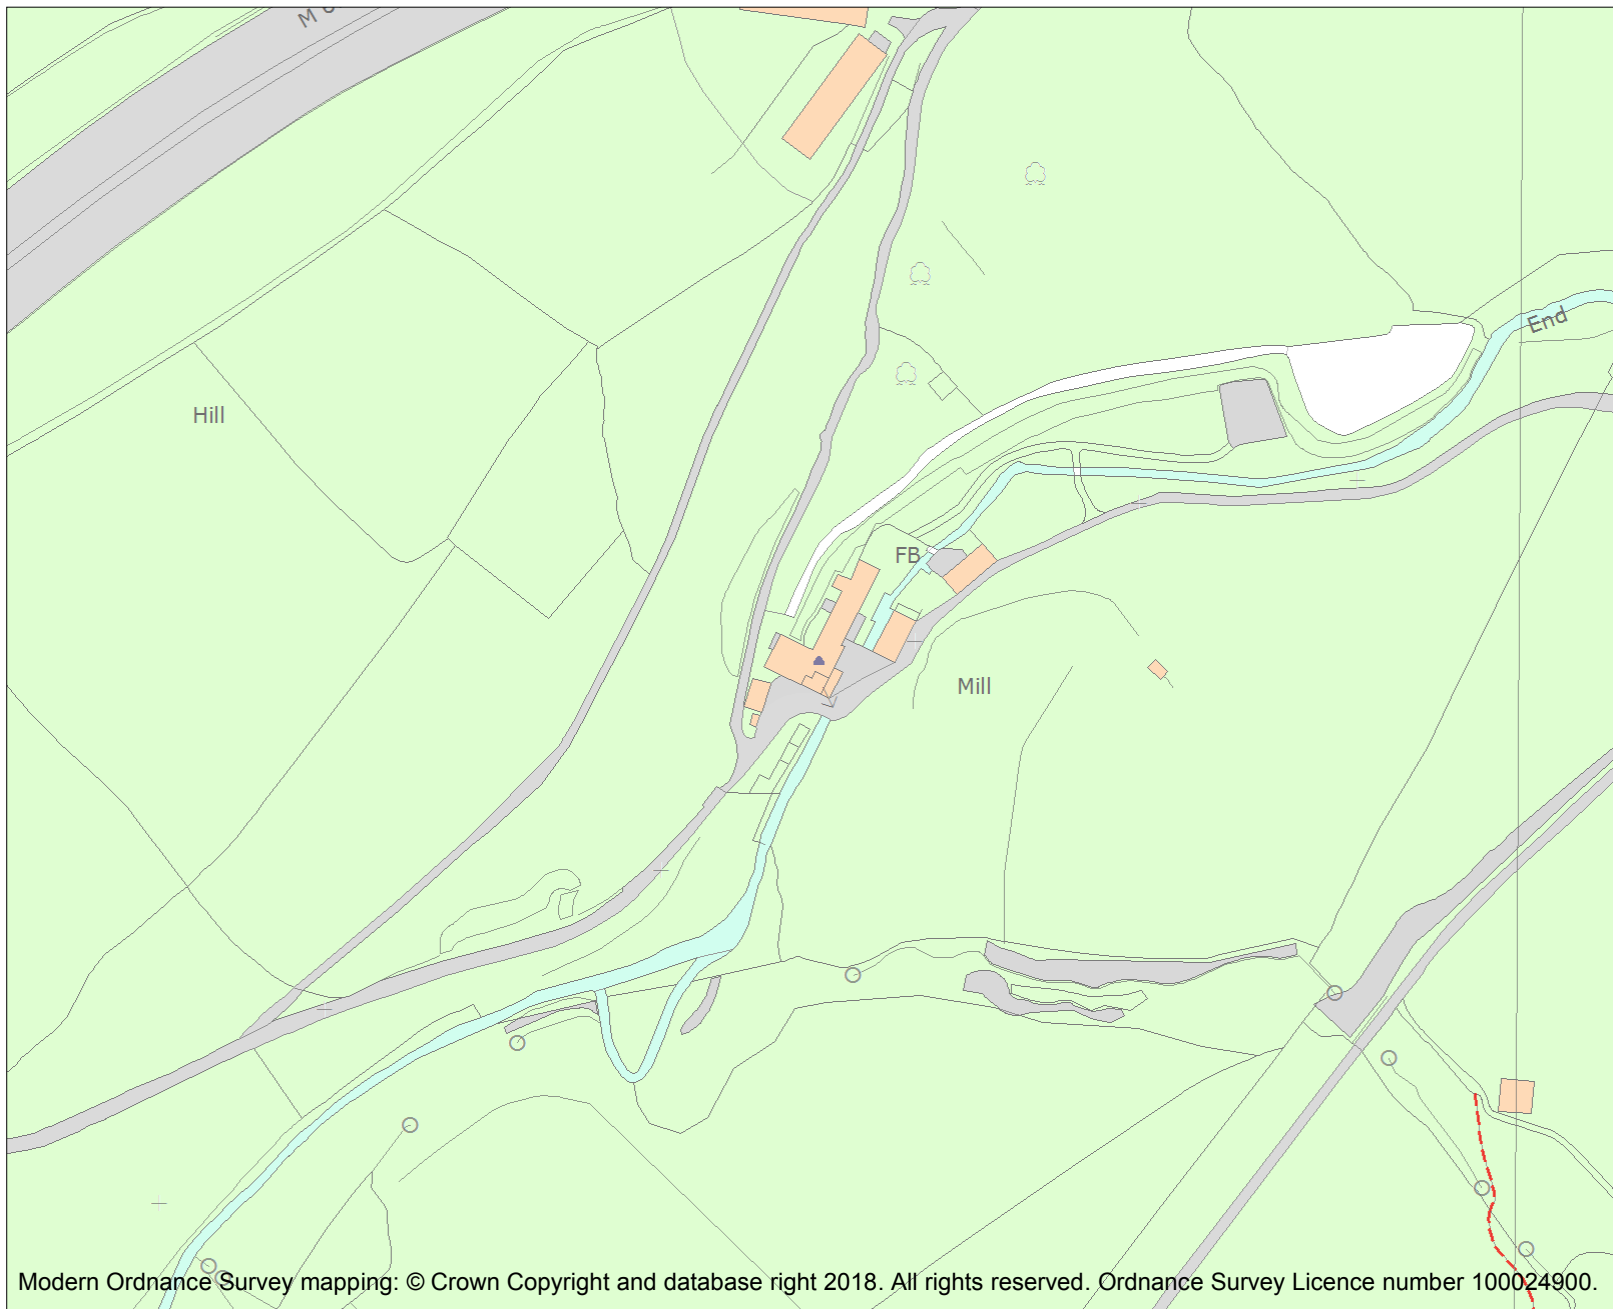 Hill
End
FB
Mill
Modern Ordnance Survey mapping: © Crown Copyright and database right 2018. All rights reserved. Ordnance Survey Licence number 100024900.